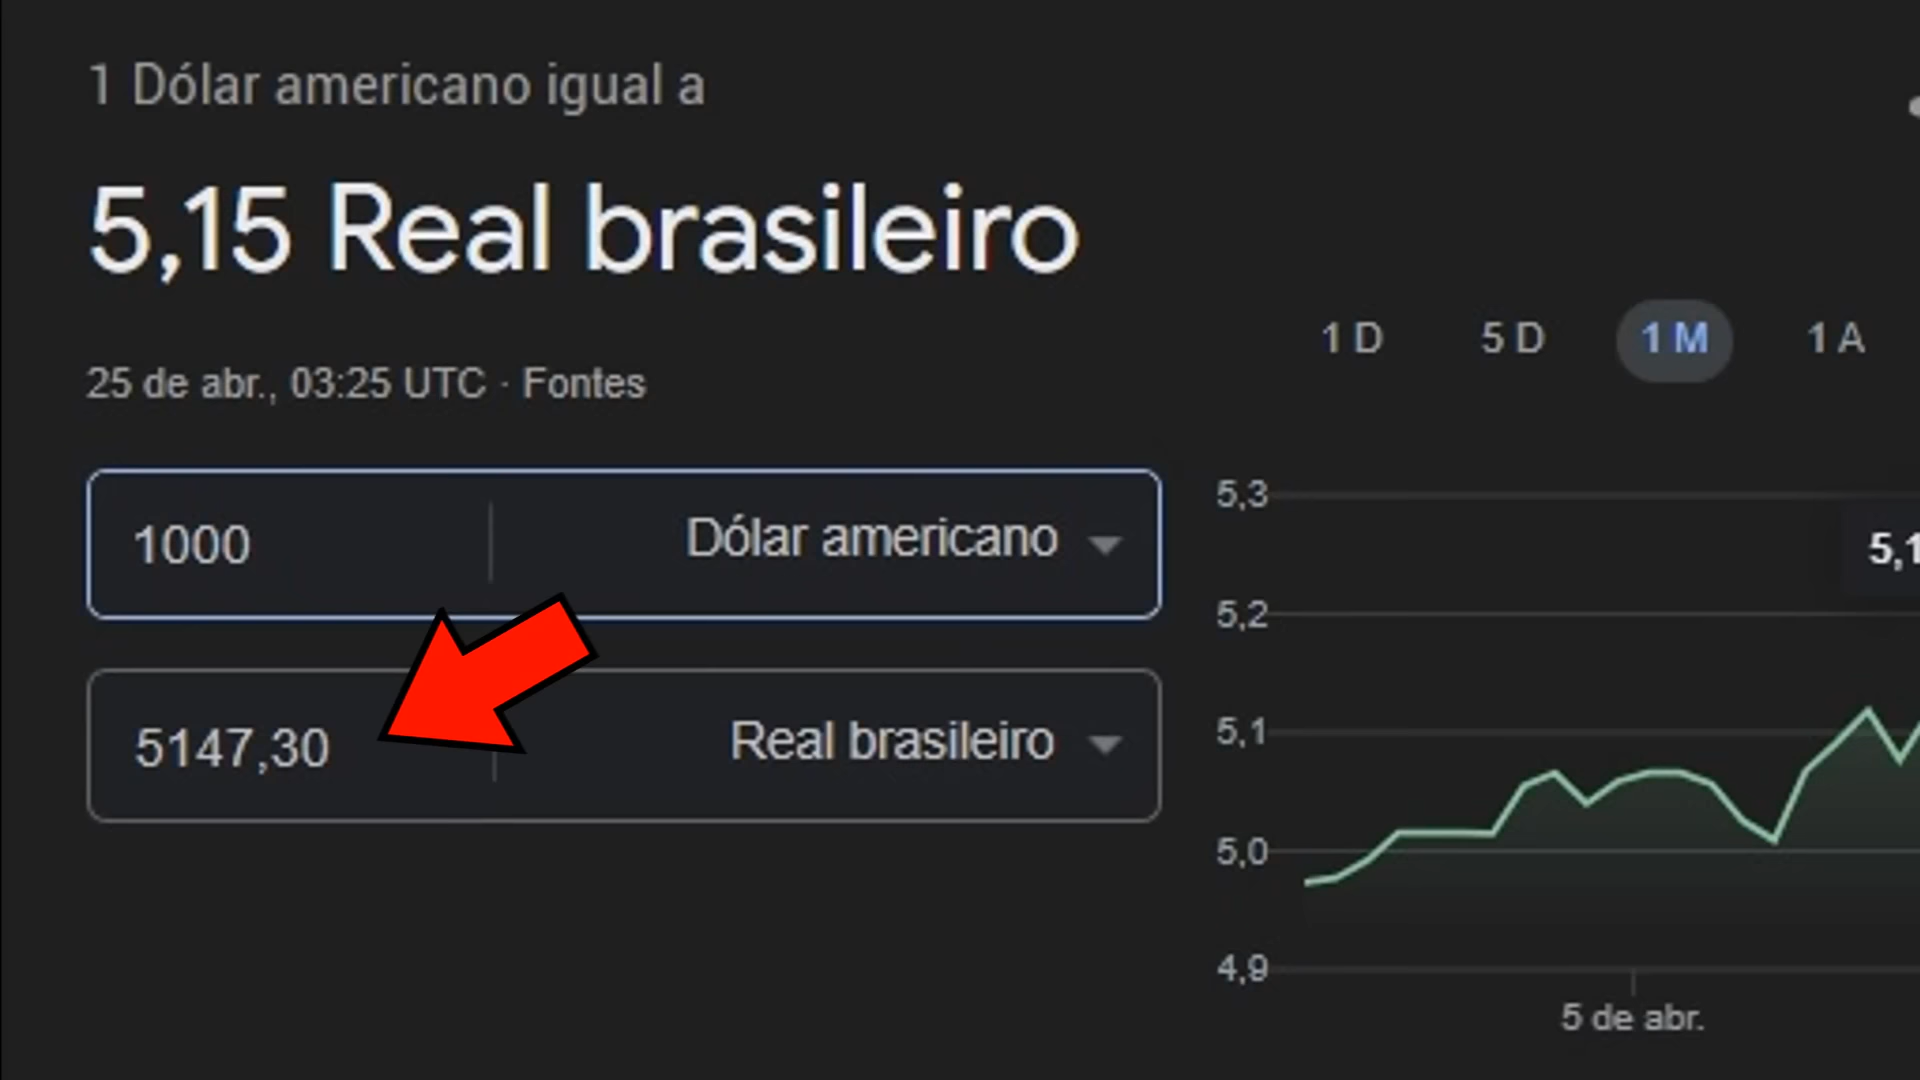 1 Dólar americano igual a
5,15 Real brasileiro
25 de abr., 03:25 UTC · Fontes
1000
Dólar americano
5147,30
Real brasileiro
1 D
5 D
1 M
1 A
5,3
5,2
5,1
5,0
4,9
5,1
5 de abr.